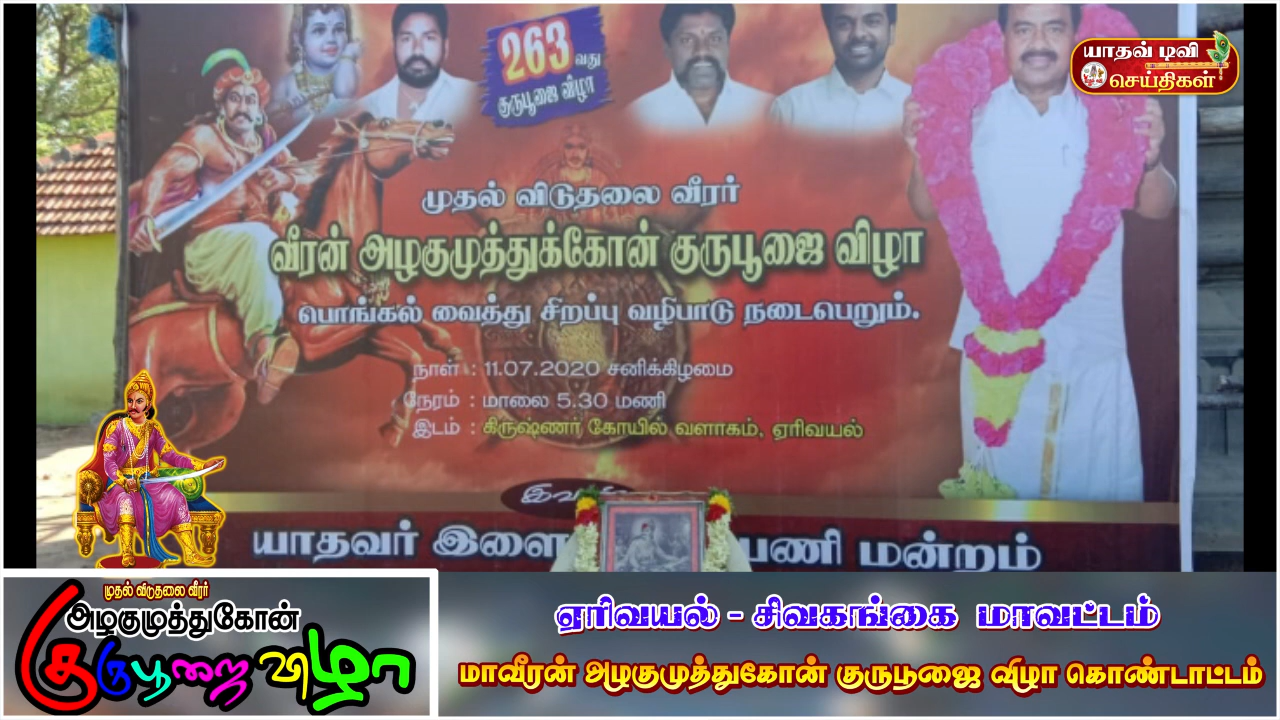 யாதவ் டிவி
செய்திகள்
263 வது
குருபூஜை விழா
முதல் விடுதலை வீரர்
வீரன் அழகுமுத்துக்கோன் குருபூஜை விழா
பொங்கல் வைத்து சிறப்பு வழிபாடு நடைபெறும்.
நாள் : 11.07.2020 சனிக்கிழமை
நேரம் : மாலை 5.30 மணி
இடம் : கிருஷ்ணர் கோயில் வளாகம், ஏரிவயல்
யாதவர் இளை பணி மன்றம்
முதல் விடுதலை வீரர்
அழகுமுத்துகோன்
குருபூஜை விழா
ஏரிவயல் - சிவகங்கை மாவட்டம்
மாவீரன் அழகுமுத்துகோன் குருபூஜை விழா கொண்டாட்டம்